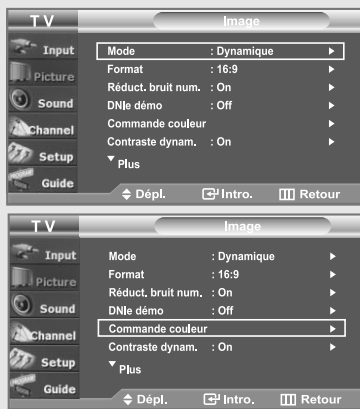 TV Image
Input
Picture
Sound
Channel
Setup
Guide
Mode : Dynamique
Format : 16:9
Réduct. bruit num. : On
DNIe démo : Off
Commande couleur
Contraste dynam. : On
Plus
Dépl. Intro. Retour
TV Image
Input
Picture
Sound
Channel
Setup
Guide
Mode : Dynamique
Format : 16:9
Réduct. bruit num. : On
DNIe démo : Off
Commande couleur
Contraste dynam. : On
Plus
Dépl. Intro. Retour